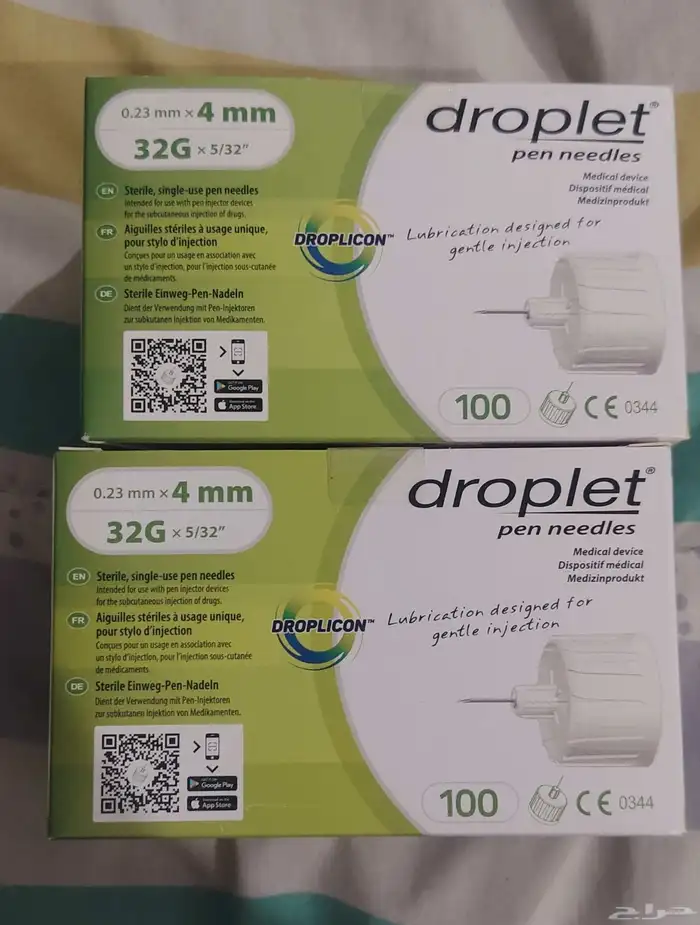 0.23 mm × 4 mm
32G × 5/32"
droplet®
pen needles
Medical device
Dispositif médical
Medizinprodukt
EN Sterile, single-use pen needles
Intended for use with pen injector devices
for the subcutaneous injection of drugs.
FR Aiguilles stériles à usage unique,
pour stylo d'injection
Conçues pour un usage en association avec
un stylo d'injection, pour l'injection sous-cutanée
de médicaments.
DE Sterile Einweg-Pen-Nadeln
Dient der Verwendung mit Pen-Injektoren
zur subkutanen Injektion von Medikamenten.
DROPLICON™
Lubrication designed for
gentle injection
Google Play
App Store
100
CE 0344
0.23 mm × 4 mm
32G × 5/32"
droplet®
pen needles
Medical device
Dispositif médical
Medizinprodukt
EN Sterile, single-use pen needles
Intended for use with pen injector devices
for the subcutaneous injection of drugs.
FR Aiguilles stériles à usage unique,
pour stylo d'injection
Conçues pour un usage en association avec
un stylo d'injection, pour l'injection sous-cutanée
de médicaments.
DE Sterile Einweg-Pen-Nadeln
Dient der Verwendung mit Pen-Injektoren
zur subkutanen Injektion von Medikamenten.
DROPLICON™
Lubrication designed for
gentle injection
Google Play
App Store
100
CE 0344
حراج